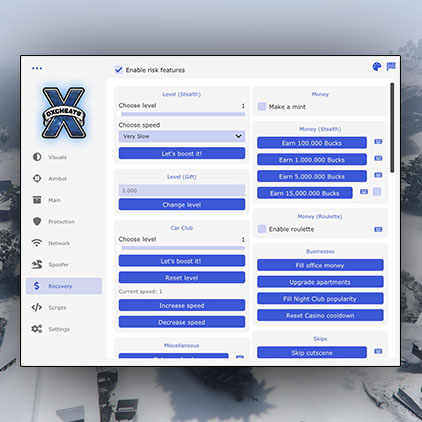 Enable risk features
OXCHEATS
Visuals
Aimbot
Main
Protection
Network
Spoofer
Recovery
Scripts
Settings
Level (Stealth)
Choose level 1
Choose speed
Very Slow
Let's boost it!
Level (Gift)
1.000
Change level
Car Club
Choose level 1
Let's boost it!
Reset level
Current speed: 1
Increase speed
Decrease speed
Miscellaneous
Money
Make a mint
Money (Stealth)
Earn 100.000 Bucks
Earn 1.000.000 Bucks
Earn 5.000.000 Bucks
Earn 15.000.000 Bucks
Money (Roulette)
Enable roulette
Businesses
Fill office money
Upgrade apartments
Fill Night Club popularity
Reset Casino cooldown
Skips
Skip cutscene